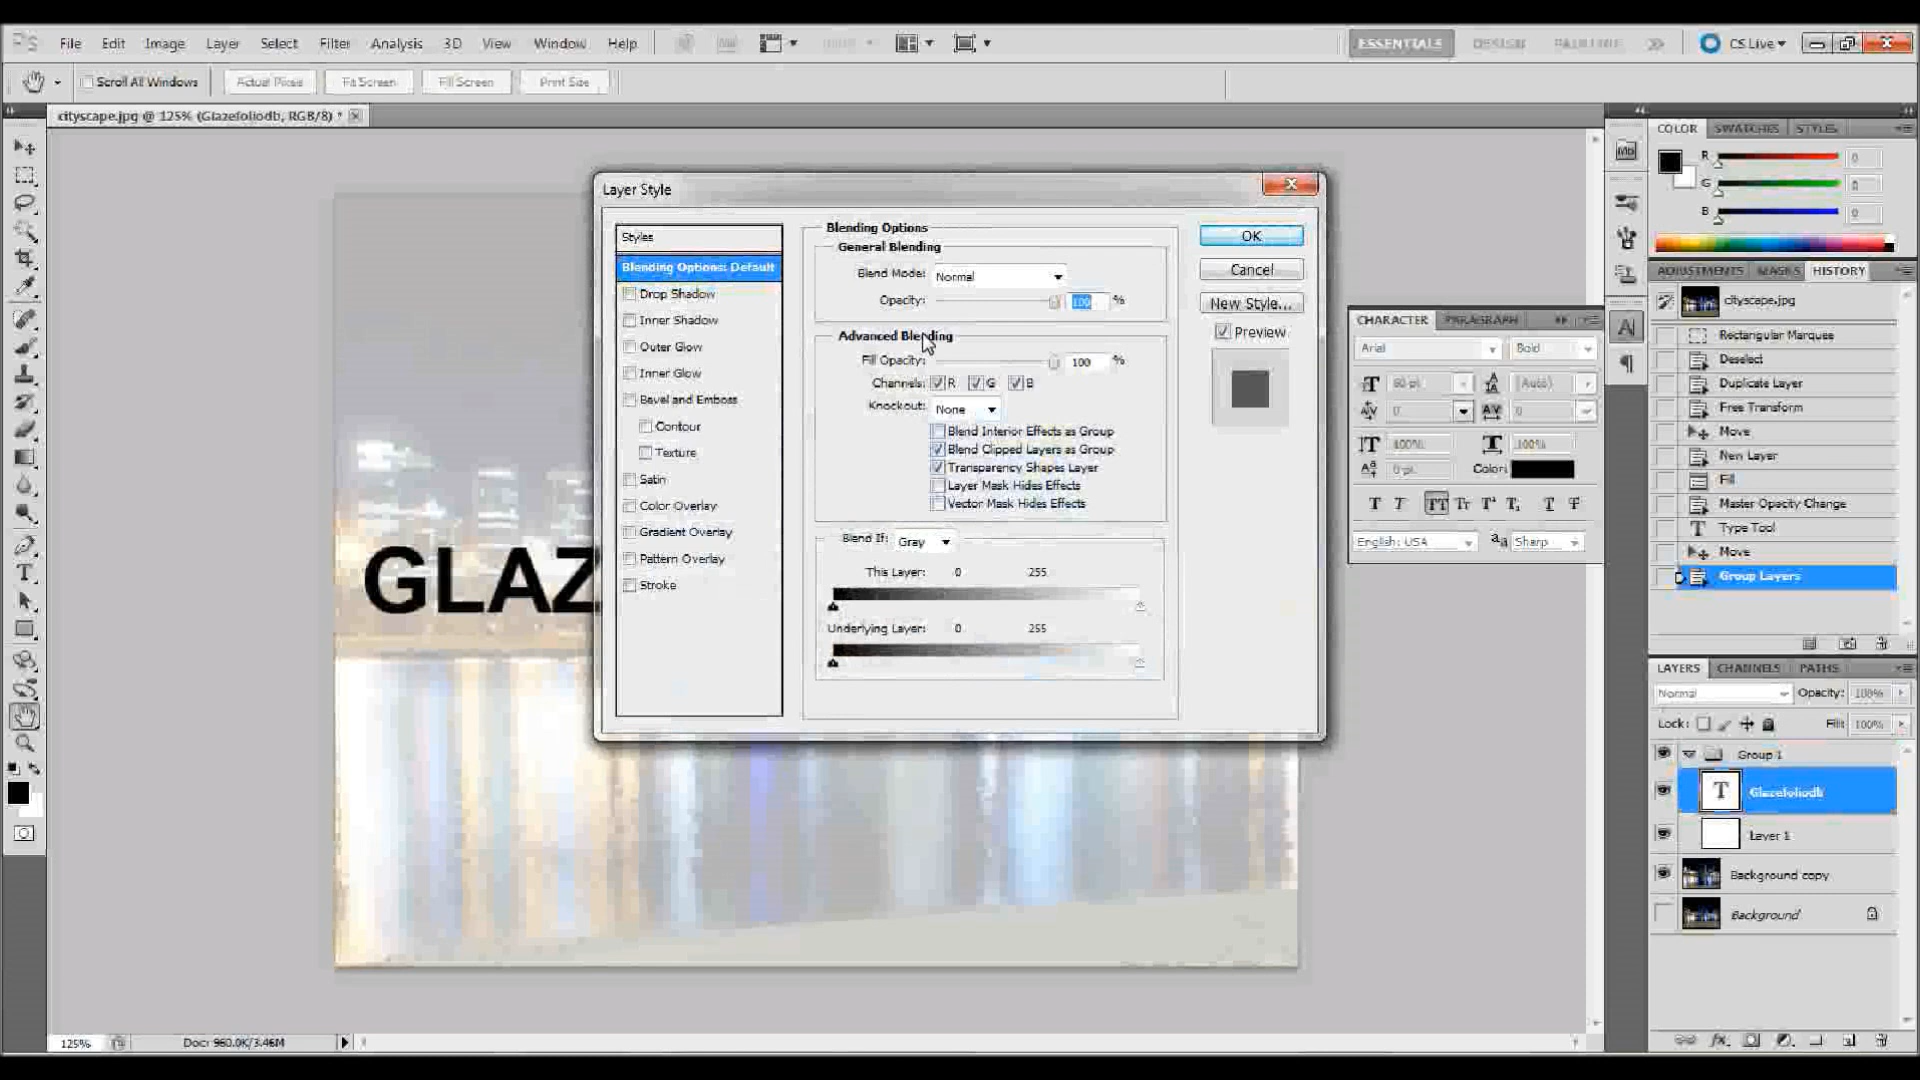 File Edit Image Layer Select Filter Analysis 3D View Window Help
ESSENTIALS DESIGN PAINTING CS Live
Scroll All Windows Actual Pixels Fit Screen Fill Screen Print Size
cityscape.jpg @ 125% (Glazefoliodb, RGB/8) *
GLAZ
Layer Style
Styles
Blending Options: Default
Drop Shadow
Inner Shadow
Outer Glow
Inner Glow
Bevel and Emboss
Contour
Texture
Satin
Color Overlay
Gradient Overlay
Pattern Overlay
Stroke
Blending Options
General Blending
Blend Mode: Normal
Opacity: 100 %
Advanced Blending
Fill Opacity: 100 %
Channels: R G B
Knockout: None
Blend Interior Effects as Group
Blend Clipped Layers as Group
Transparency Shapes Layer
Layer Mask Hides Effects
Vector Mask Hides Effects
Blend If: Gray
This Layer: 0 255
Underlying Layer: 0 255
OK
Cancel
New Style...
Preview
CHARACTER PARAGRAPH
Arial Bold
60 pt (Auto)
0 0
100% 100%
0 pt Color:
English: USA Sharp
COLOR SWATCHES STYLES
R 0
G 0
B 0
ADJUSTMENTS MASKS HISTORY
cityscape.jpg
Rectangular Marquee
Deselect
Duplicate Layer
Free Transform
Move
New Layer
Fill
Master Opacity Change
Type Tool
Move
Group Layers
LAYERS CHANNELS PATHS
Normal Opacity: 100%
Lock: Fill: 100%
Group 1
Glazefoliodb
Layer 1
Background copy
Background
125% Doc: 960.0K/3.46M